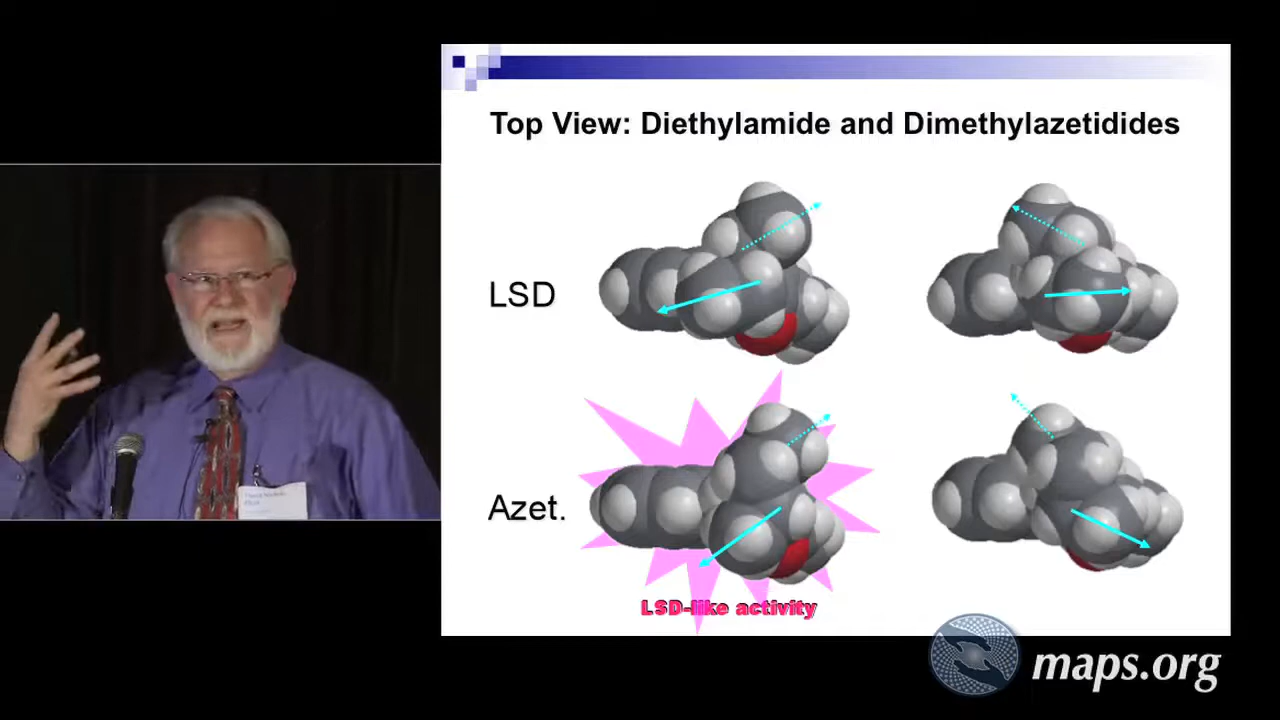 Top View: Diethylamide and Dimethylazetidides
LSD
Azet.
LSD-like activity
maps.org